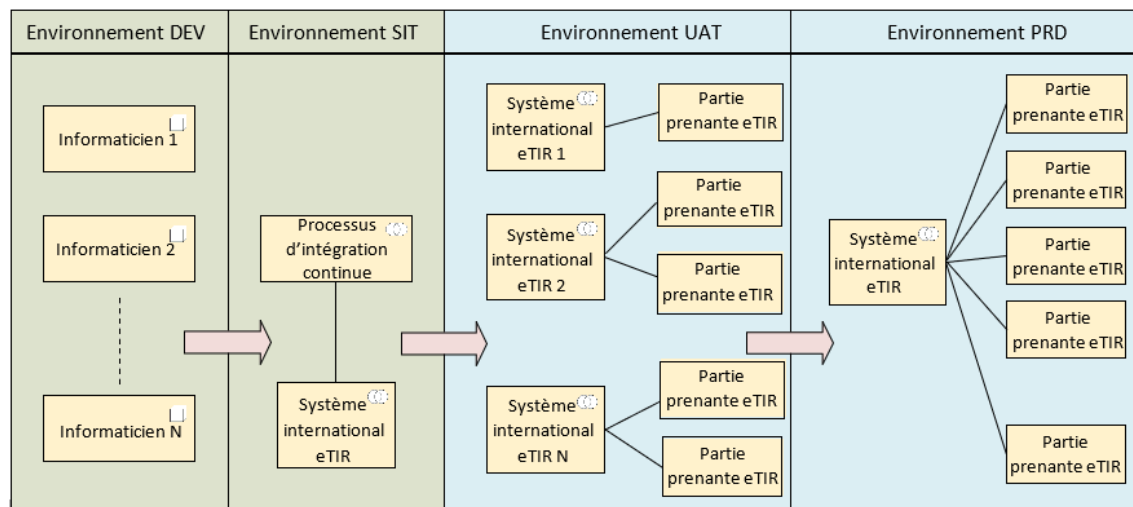 Environnement DEV
Environnement SIT
Environnement UAT
Environnement PRD
Informaticien 1
Informaticien 2
Informaticien N
Processus
d’intégration
continue
Système
international
eTIR
Système
international
eTIR 1
Partie
prenante eTIR
Système
international
eTIR 2
Partie
prenante eTIR
Partie
prenante eTIR
Système
international
eTIR N
Partie
prenante eTIR
Partie
prenante eTIR
Système
international
eTIR
Partie
prenante eTIR
Partie
prenante eTIR
Partie
prenante eTIR
Partie
prenante eTIR
Partie
prenante eTIR